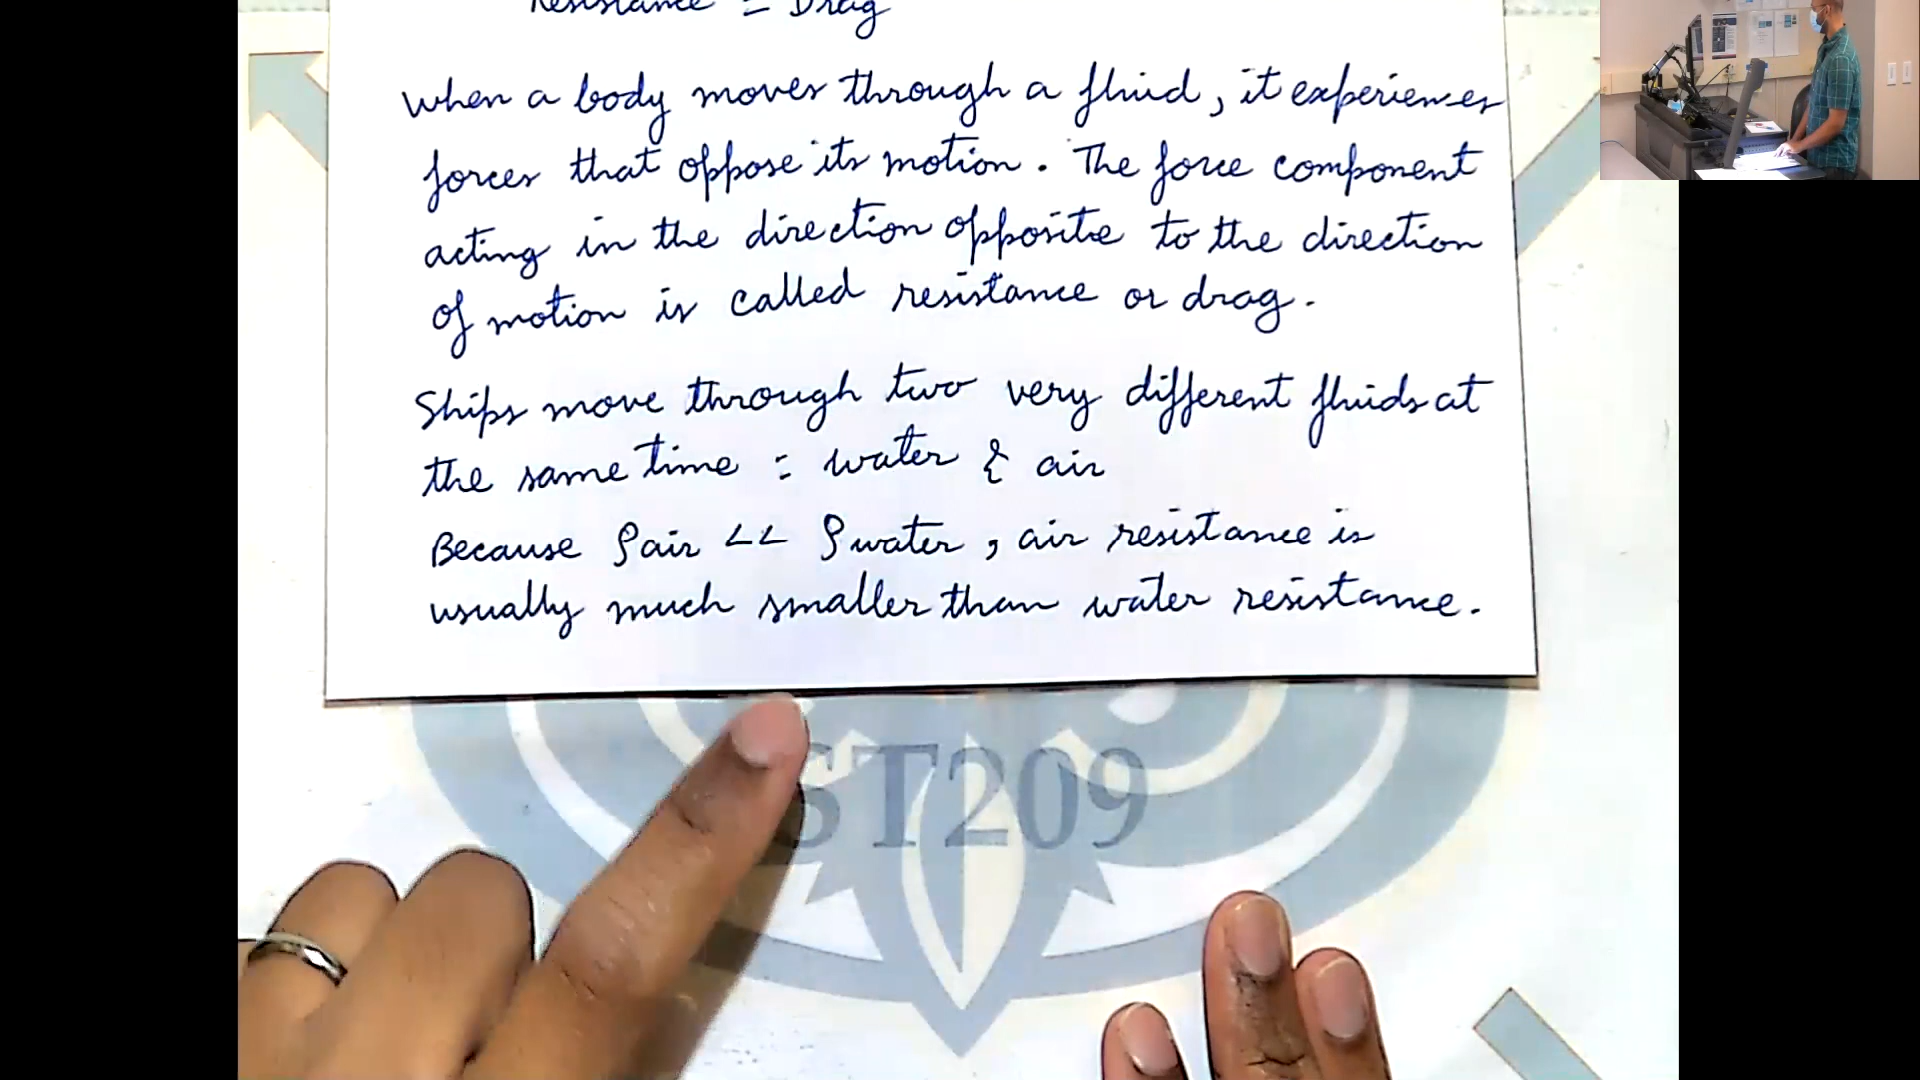 Resistance = Drag
When a body moves through a fluid, it experiences
forces that oppose its motion. The force component
acting in the direction opposite to the direction
of motion is called resistance or drag.
Ships move through two very different fluids at
the same time : water & air
Because ρair << ρwater, air resistance is
usually much smaller than water resistance.
ST209